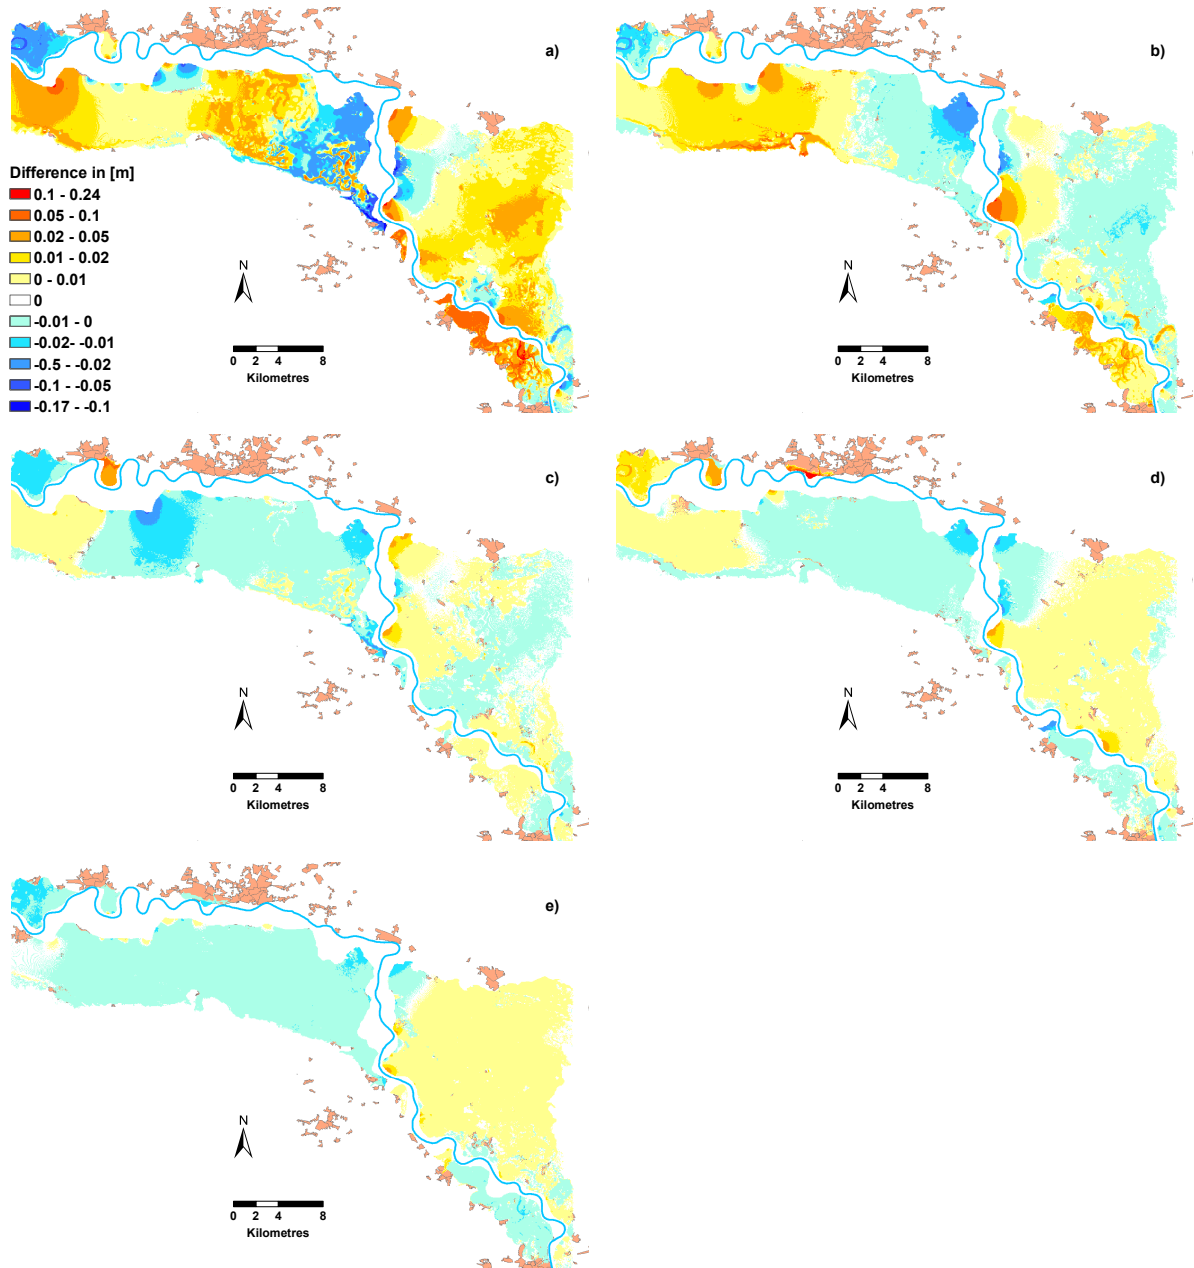 a)
b)
Difference in [m]
0.1 - 0.24
0.05 - 0.1
0.02 - 0.05
0.01 - 0.02
0 - 0.01
0
-0.01 - 0
-0.02- -0.01
-0.5 - -0.02
-0.1 - -0.05
-0.17 - -0.1
N
0 2 4 8
Kilometres
N
0 2 4 8
Kilometres
c)
d)
N
0 2 4 8
Kilometres
N
0 2 4 8
Kilometres
e)
N
0 2 4 8
Kilometres